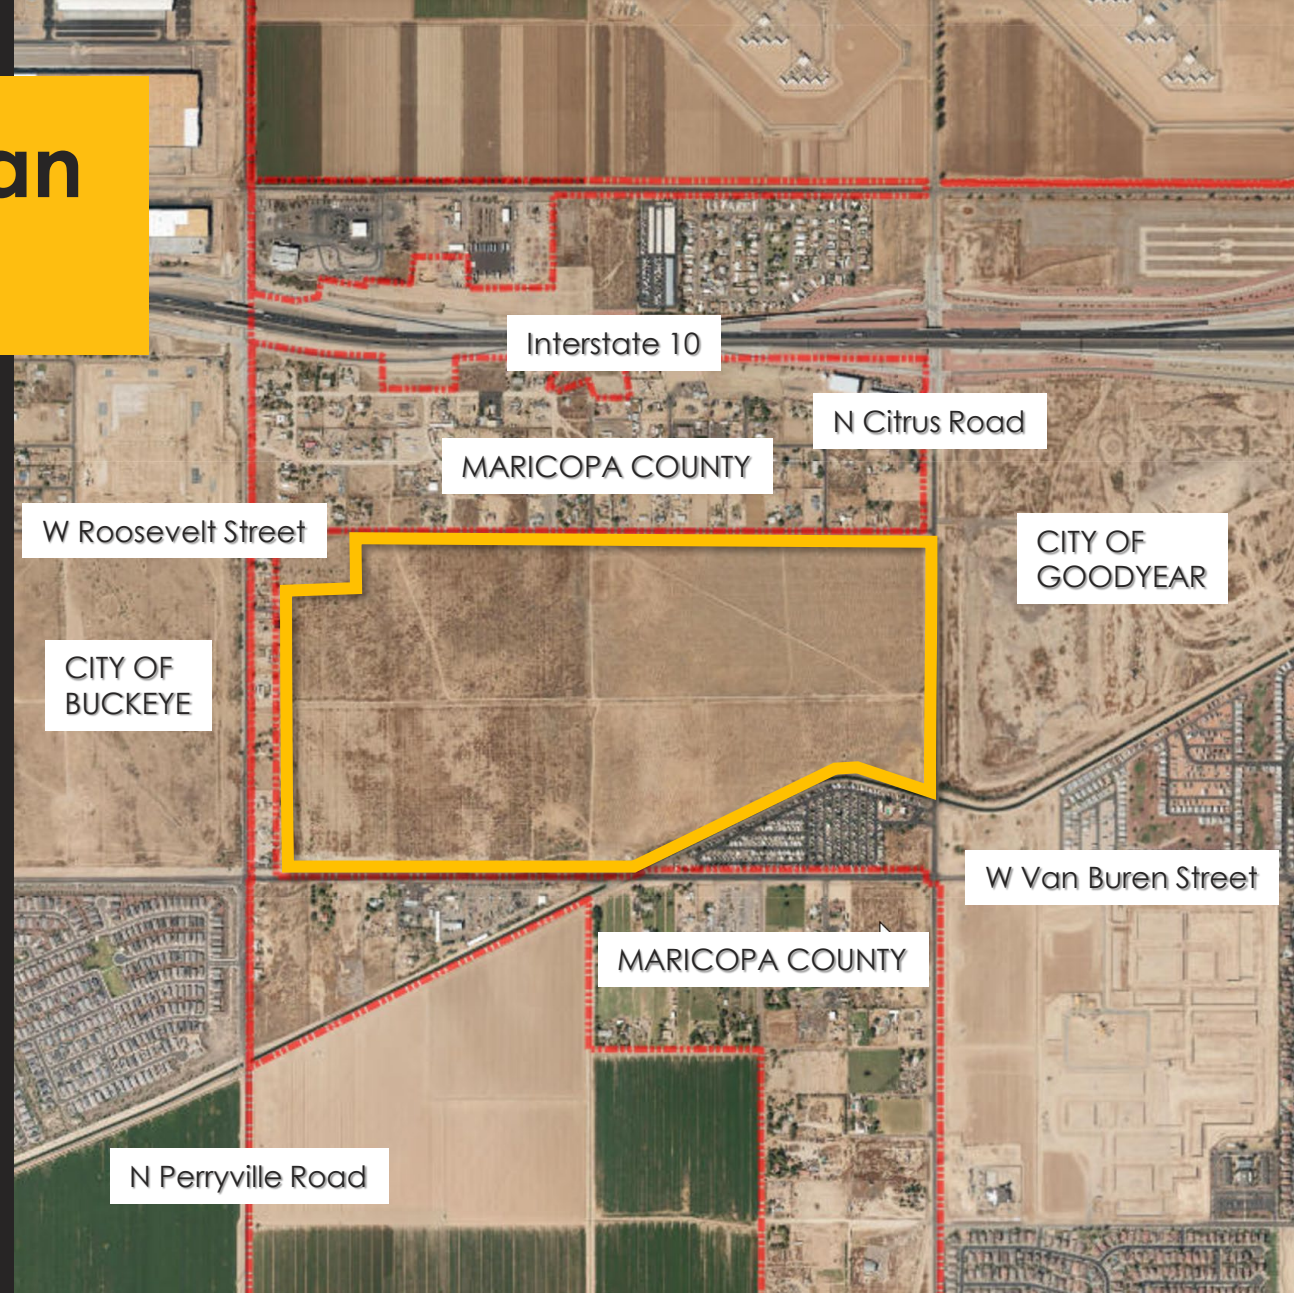 an
Interstate 10
N Citrus Road
MARICOPA COUNTY
W Roosevelt Street
CITY OF
GOODYEAR
CITY OF
BUCKEYE
W Van Buren Street
MARICOPA COUNTY
N Perryville Road